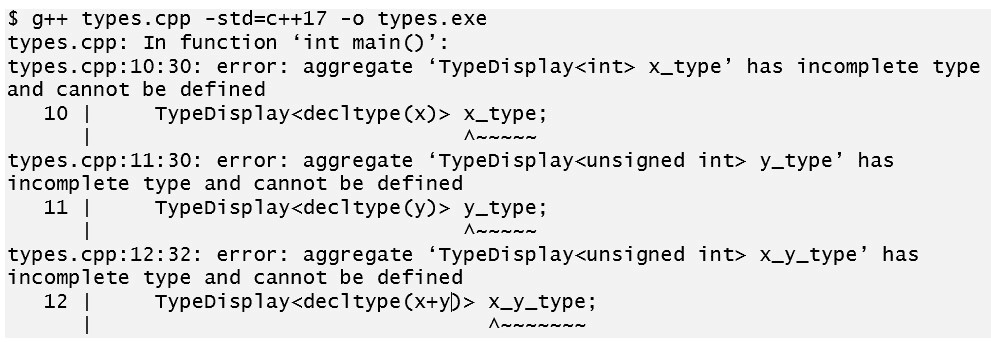 $ g++ types.cpp -std=c++17 -o types.exe
types.cpp: In function ‘int main()’:
types.cpp:10:30: error: aggregate ‘TypeDisplay<int> x_type’ has incomplete type
and cannot be defined
   10 |     TypeDisplay<decltype(x)> x_type;
      |                              ^~~~~~
types.cpp:11:30: error: aggregate ‘TypeDisplay<unsigned int> y_type’ has
incomplete type and cannot be defined
   11 |     TypeDisplay<decltype(y)> y_type;
      |                              ^~~~~~
types.cpp:12:32: error: aggregate ‘TypeDisplay<unsigned int> x_y_type’ has
incomplete type and cannot be defined
   12 |     TypeDisplay<decltype(x+y)> x_y_type;
      |                                ^~~~~~~~